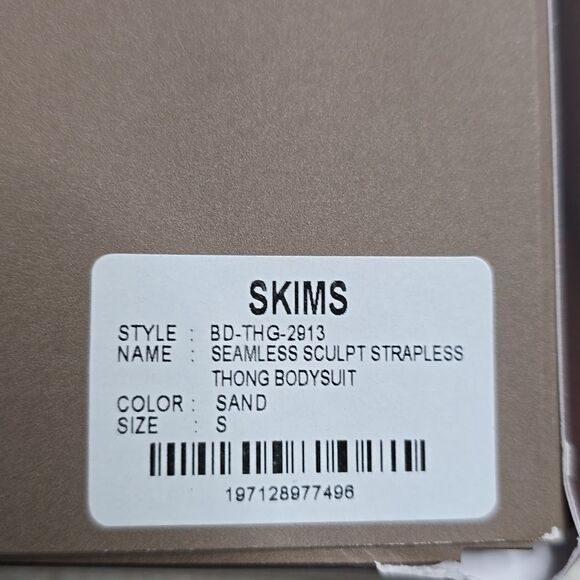 SKIMS
STYLE : BD-THG-2913
NAME : SEAMLESS SCULPT STRAPLESS
THONG BODYSUIT
COLOR : SAND
SIZE : S
197128977496